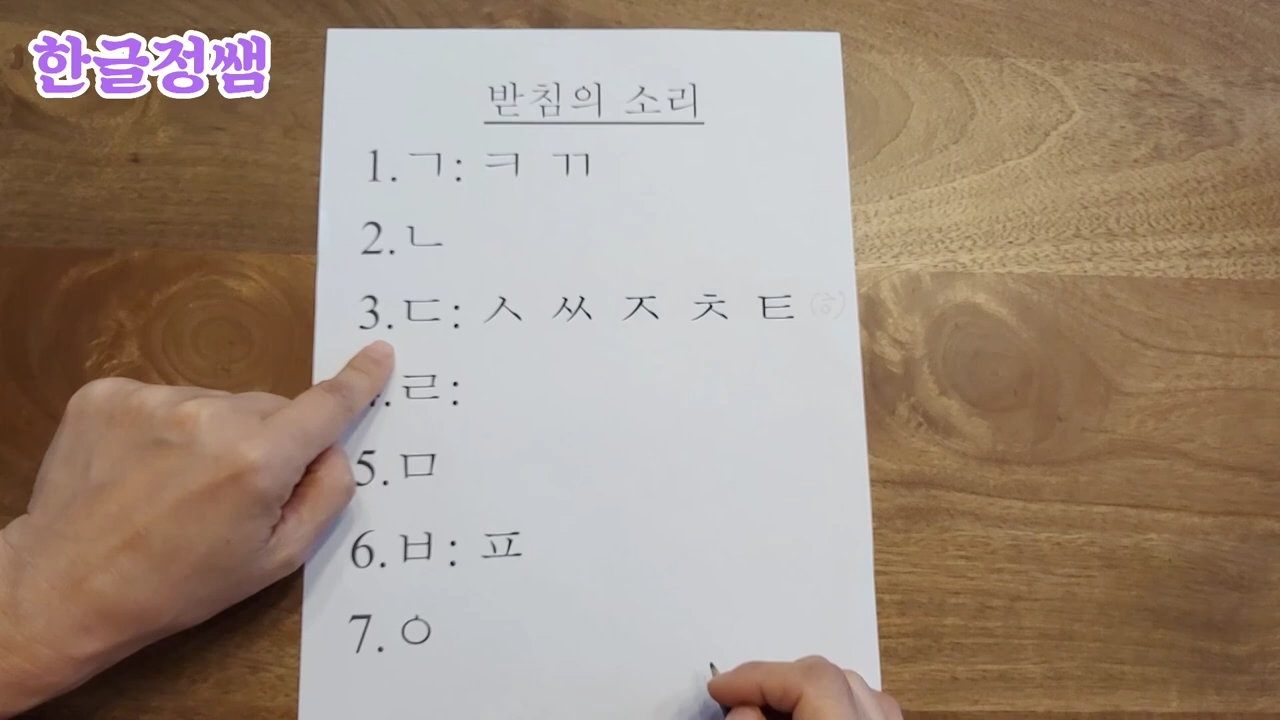 한글정쌤
받침의 소리
1. ㄱ: ㅋ ㄲ
2. ㄴ
3. ㄷ: ㅅ ㅆ ㅈ ㅊ ㅌ (ㅎ)
ㄹ:
5. ㅁ
6. ㅂ: ㅍ
7. ㅇ